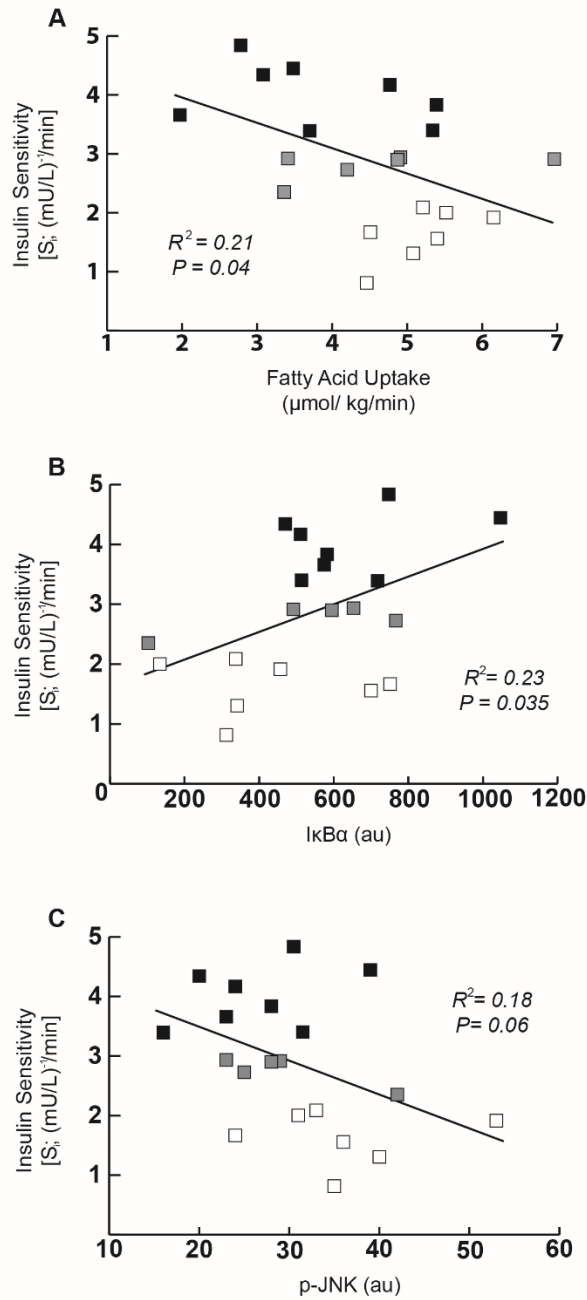 A
Insulin Sensitivity
[Sᵢ; (mU/L)⁻¹/min]
5
4
3
2
1
R² = 0.21
P = 0.04
1 2 3 4 5 6 7
Fatty Acid Uptake
(µmol/ kg/min)
B
Insulin Sensitivity
[Sᵢ; (mU/L)⁻¹/min]
5
4
3
2
1
R² = 0.23
P = 0.035
0 200 400 600 800 1000 1200
IκBα (au)
C
Insulin Sensitivity
[Sᵢ; (mU/L)⁻¹/min]
5
4
3
2
1
R² = 0.18
P= 0.06
10 20 30 40 50 60
p-JNK (au)